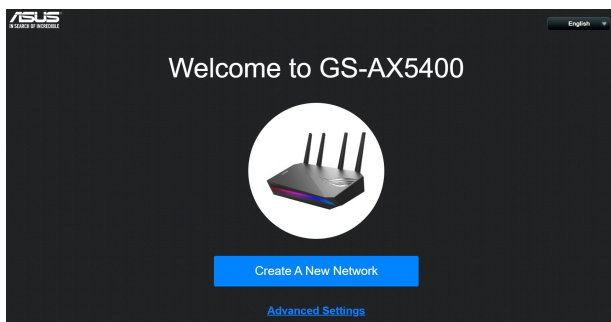 ASUS
IN SEARCH OF INCREDIBLE
English
Welcome to GS-AX5400
Create A New Network
Advanced Settings